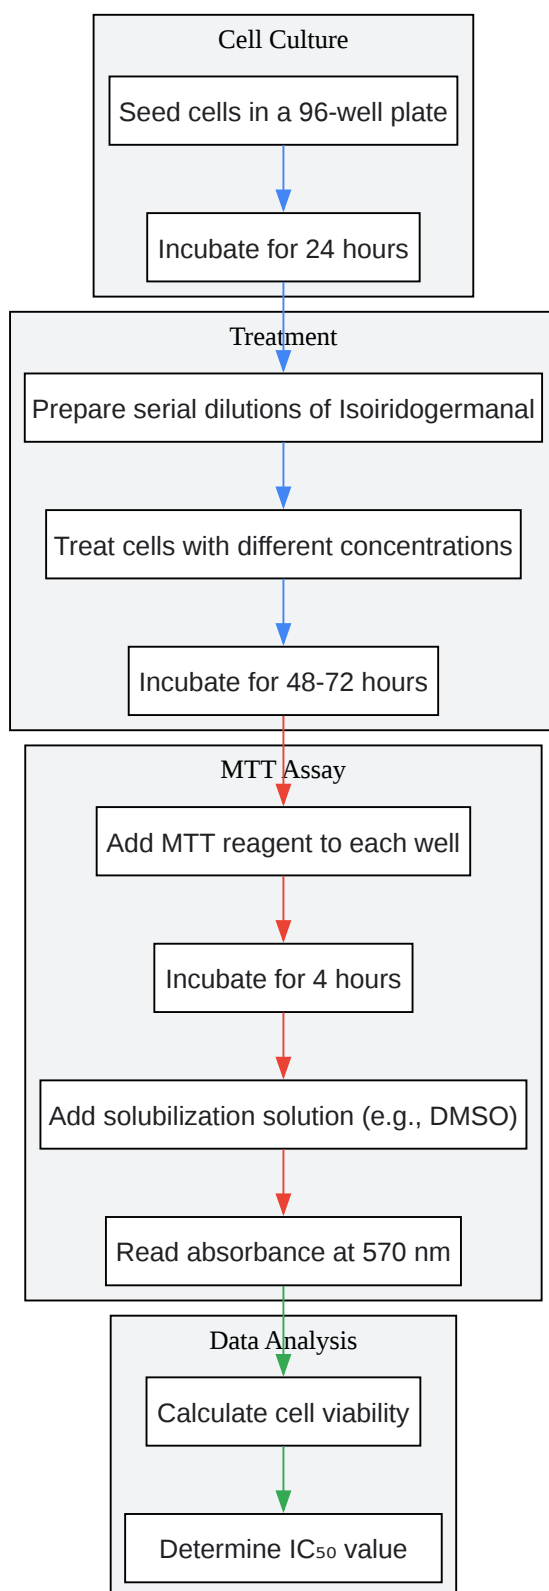 Cell Culture
Seed cells in a 96-well plate
Incubate for 24 hours
Treatment
Prepare serial dilutions of Isoiridogermanal
Treat cells with different concentrations
Incubate for 48-72 hours
MTT Assay
Add MTT reagent to each well
Incubate for 4 hours
Add solubilization solution (e.g., DMSO)
Read absorbance at 570 nm
Data Analysis
Calculate cell viability
Determine IC₅₀ value